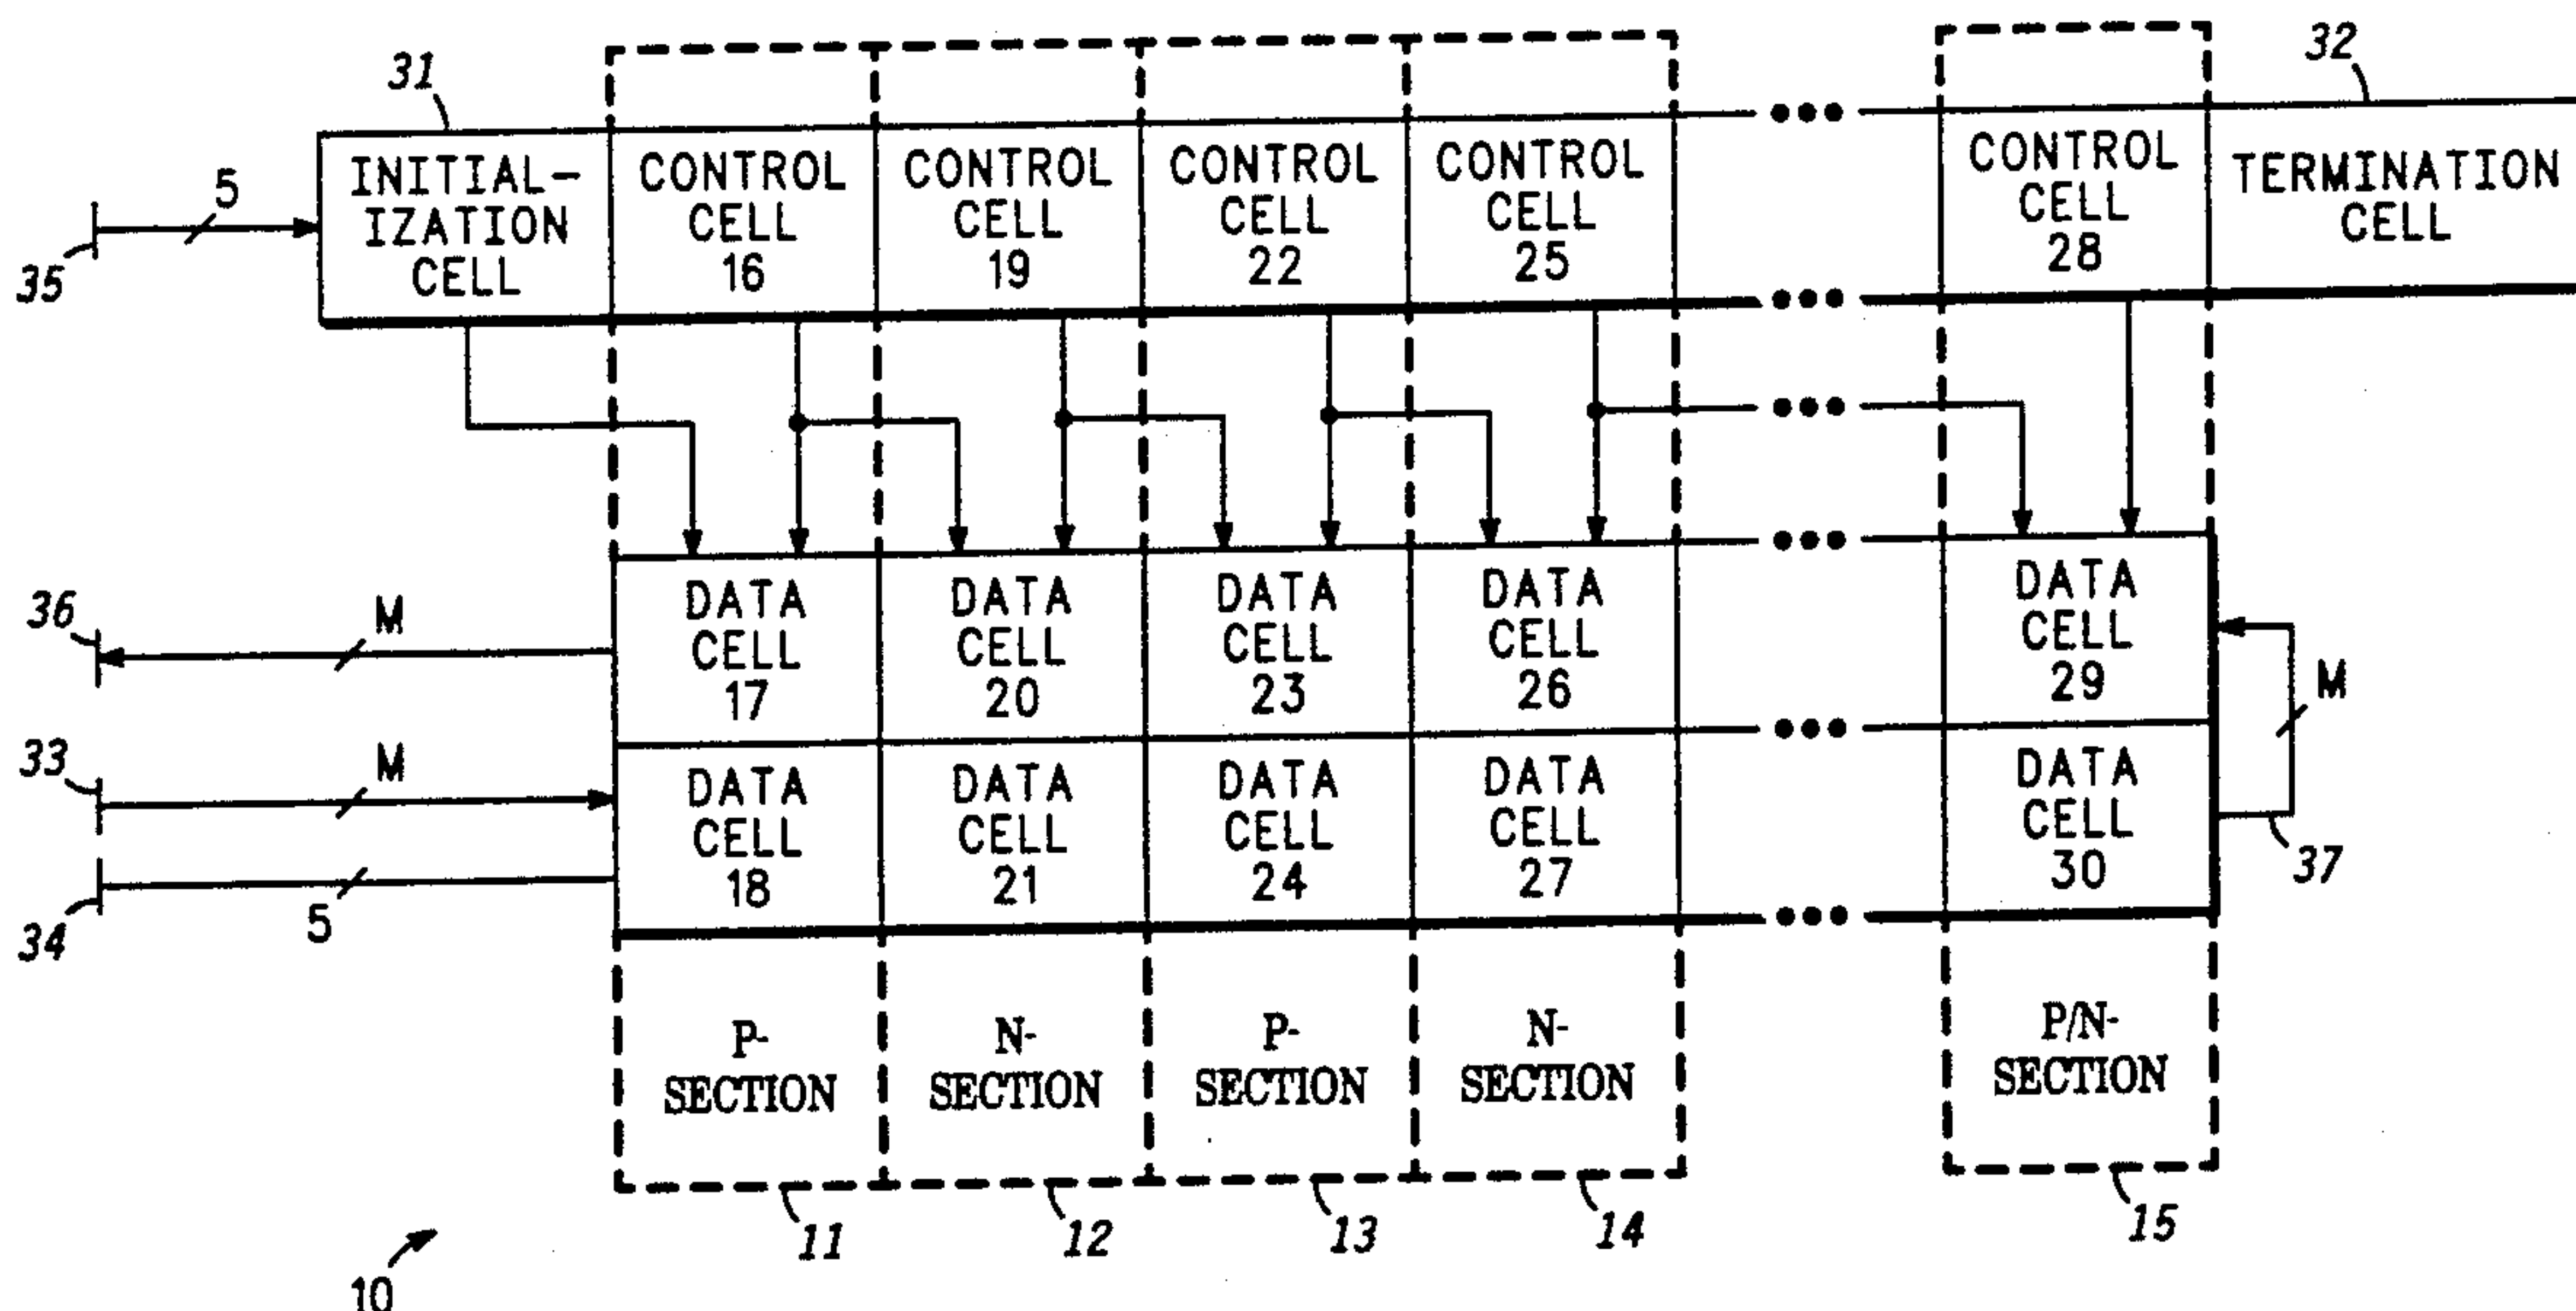 31
32
35
5
INITIAL-
IZATION
CELL
CONTROL
CELL
16
CONTROL
CELL
19
CONTROL
CELL
22
CONTROL
CELL
25
CONTROL
CELL
28
TERMINATION
CELL
36
M
DATA
CELL
17
DATA
CELL
20
DATA
CELL
23
DATA
CELL
26
DATA
CELL
29
M
33
M
34
5
DATA
CELL
18
DATA
CELL
21
DATA
CELL
24
DATA
CELL
27
DATA
CELL
30
37
P-
SECTION
N-
SECTION
P-
SECTION
N-
SECTION
P/N-
SECTION
11
12
13
14
15
10